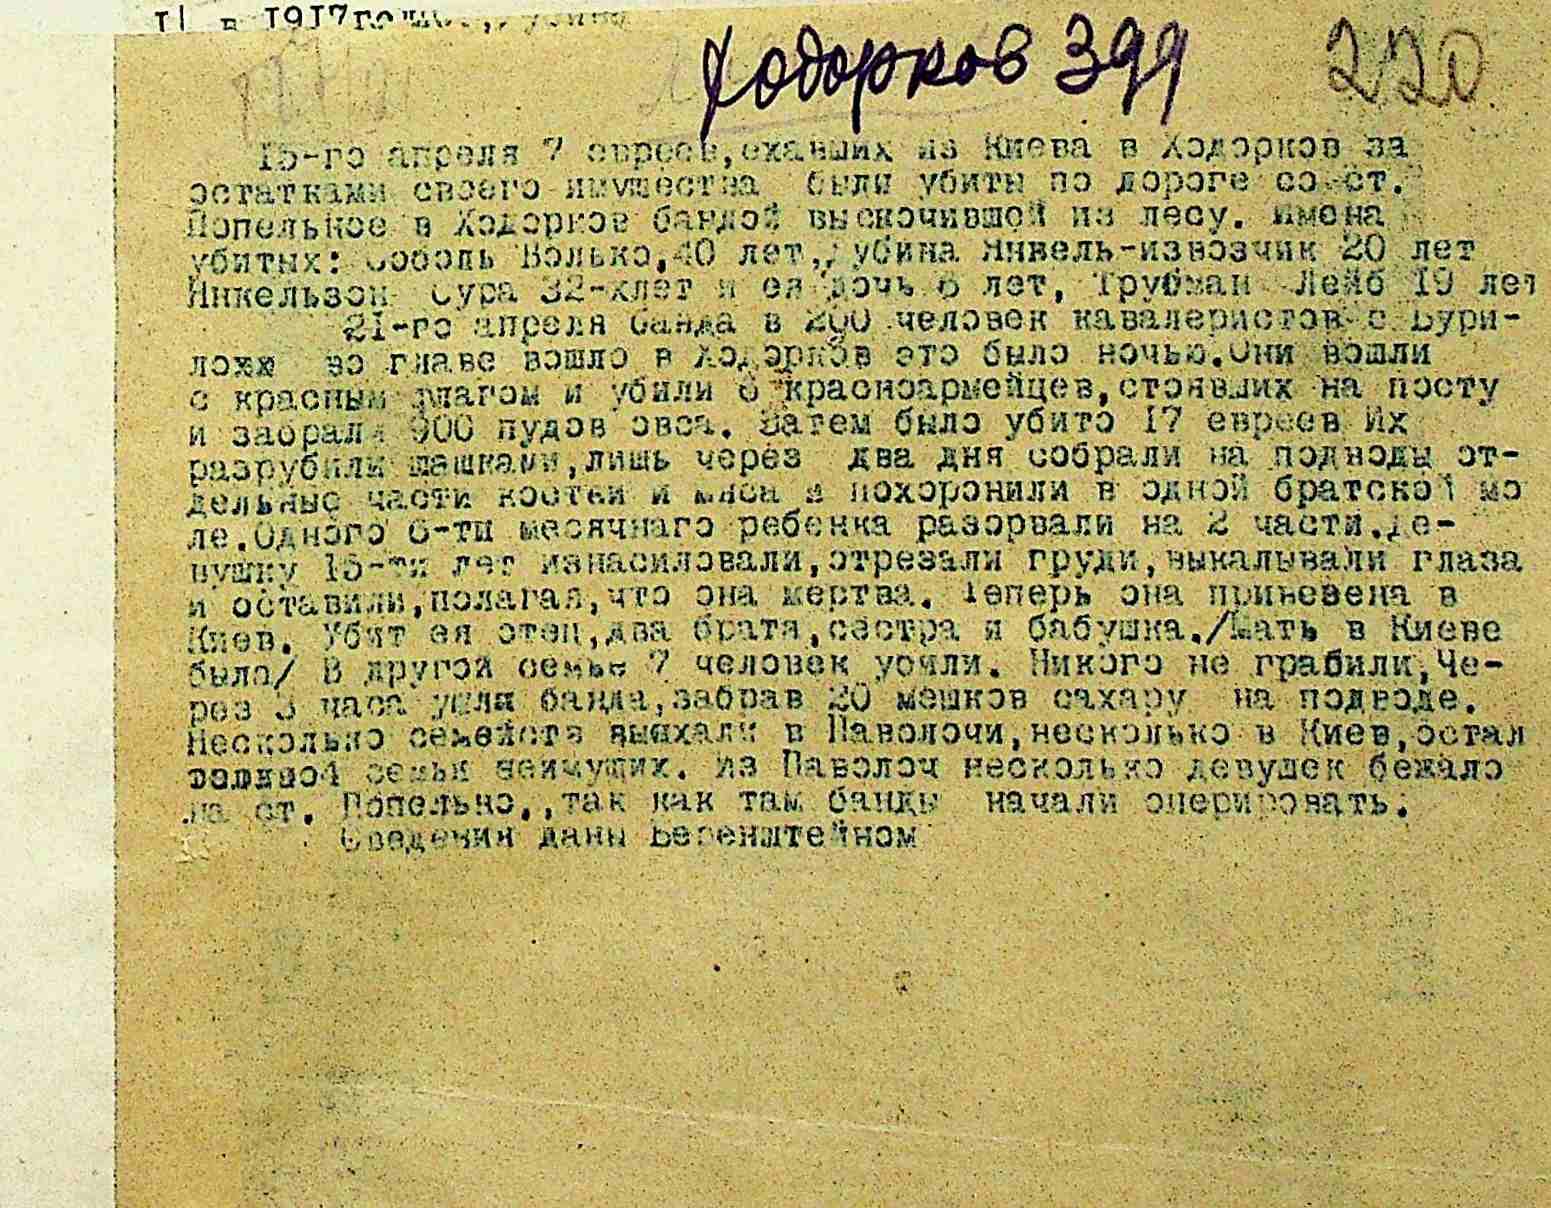 в 1917го
Ходорков 399 220
15-го апреля 7 евреев,ехавших из Киева в Ходорков за
остатками своего имущества были убиты по дороге со ст.
Попельное в Ходорков бандой выскочившей из лесу. Имена
убитых: Соболь Волько,40 лет, Рубина Янкель-извозчик 20 лет
Янкельзон Сура 32-хлет и ея дочь 6 лет, Трубман Лейб 19 лет
21-го апреля банда в 200 человек кавалеристов с Бури-
ложх во главе вошло в Ходорков это было ночью.Они вошли
с красным флагом и убили 6 красноармейцев,стоявших на посту
и забрали 900 пудов овса. Затем было убито 17 евреев Их
разрубили шашками,лишь через два дня собрали на подводы от-
дельные части костей и мяса и похоронили в одной братской мо
ле.Одного 6-ти месячнаго ребенка разорвали на 2 части.Де-
вушку 15-ти лет изнасиловали,отрезали груди,выкалывали глаза
и оставили,полагая,что она мертва. Теперь она привезена в
Киев. Убит ея отец,два братя,сестра и бабушка./Мать в Киеве
было/ В другой семье 7 человек убили. Никого не грабили,Че-
рез 3 часа ушли банда,забрав 20 мешков сахару на подводе.
Несколько семейств выехали в Паволочи,несколько в Киев,остал
семьи неимущих. Из Паволоч несколько девушек бежало
на ст. Попельно.,так как там банды начали оперировать.
Сведения даны Беренштейном